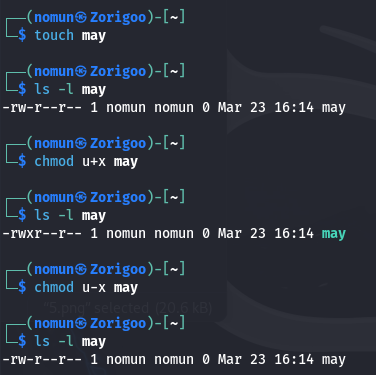 ┌──(nomun㉿Zorigoo)-[~]
└─$ touch may
┌──(nomun㉿Zorigoo)-[~]
└─$ ls -l may
-rw-r--r-- 1 nomun nomun 0 Mar 23 16:14 may
┌──(nomun㉿Zorigoo)-[~]
└─$ chmod u+x may
┌──(nomun㉿Zorigoo)-[~]
└─$ ls -l may
-rwxr--r-- 1 nomun nomun 0 Mar 23 16:14 may
┌──(nomun㉿Zorigoo)-[~]
└─$ chmod u-x may
"5.png" selected (20.5 kB)
┌──(nomun㉿Zorigoo)-[~]
└─$ ls -l may
-rw-r--r-- 1 nomun nomun 0 Mar 23 16:14 may